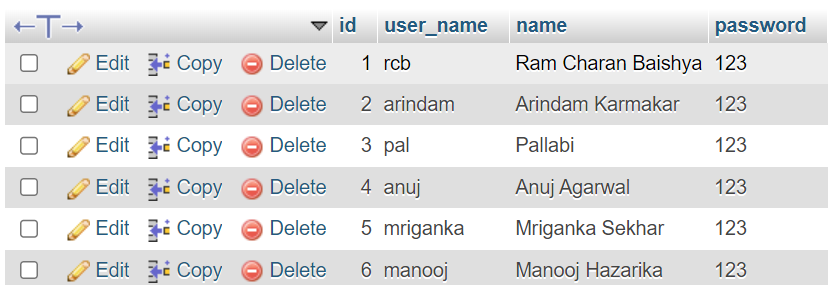 id user_name name password
Edit Copy Delete 1 rcb Ram Charan Baishya 123
Edit Copy Delete 2 arindam Arindam Karmakar 123
Edit Copy Delete 3 pal Pallabi 123
Edit Copy Delete 4 anuj Anuj Agarwal 123
Edit Copy Delete 5 mriganka Mriganka Sekhar 123
Edit Copy Delete 6 manooj Manooj Hazarika 123